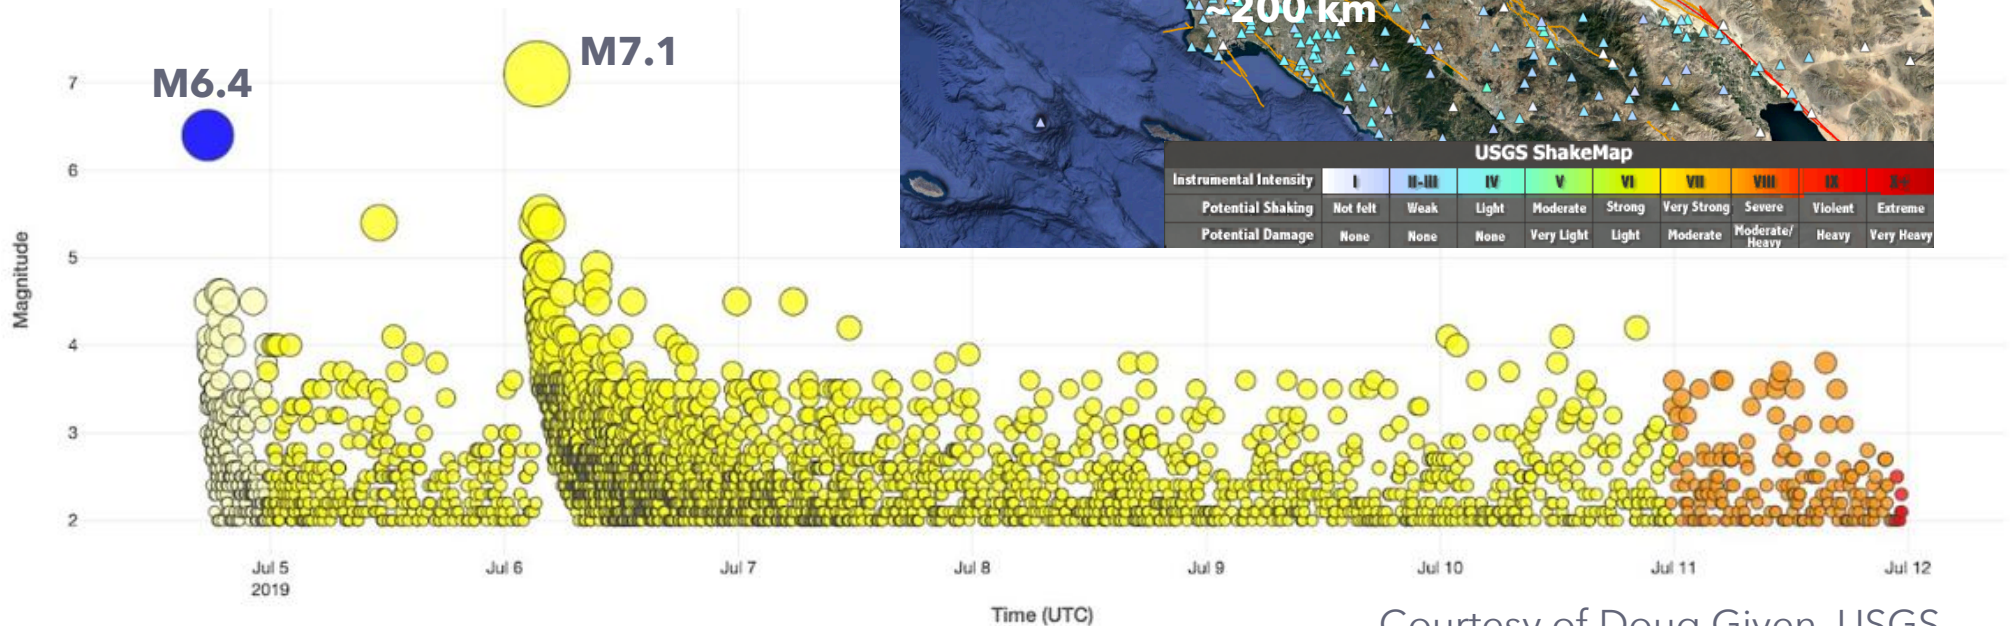 ~200 km
M7.1
M6.4
7
6
5
4
3
2
Magnitude
USGS ShakeMap
Instrumental Intensity I II-III IV V VI VII VIII IX X+
Potential Shaking Not felt Weak Light Moderate Strong Very Strong Severe Violent Extreme
Potential Damage None None None Very Light Light Moderate Moderate/ Heavy Heavy Very Heavy
Jul 5 Jul 6 Jul 7 Jul 8 Jul 9 Jul 10 Jul 11 Jul 12
2019
Time (UTC)
Courtesy of Doug Given, USGS